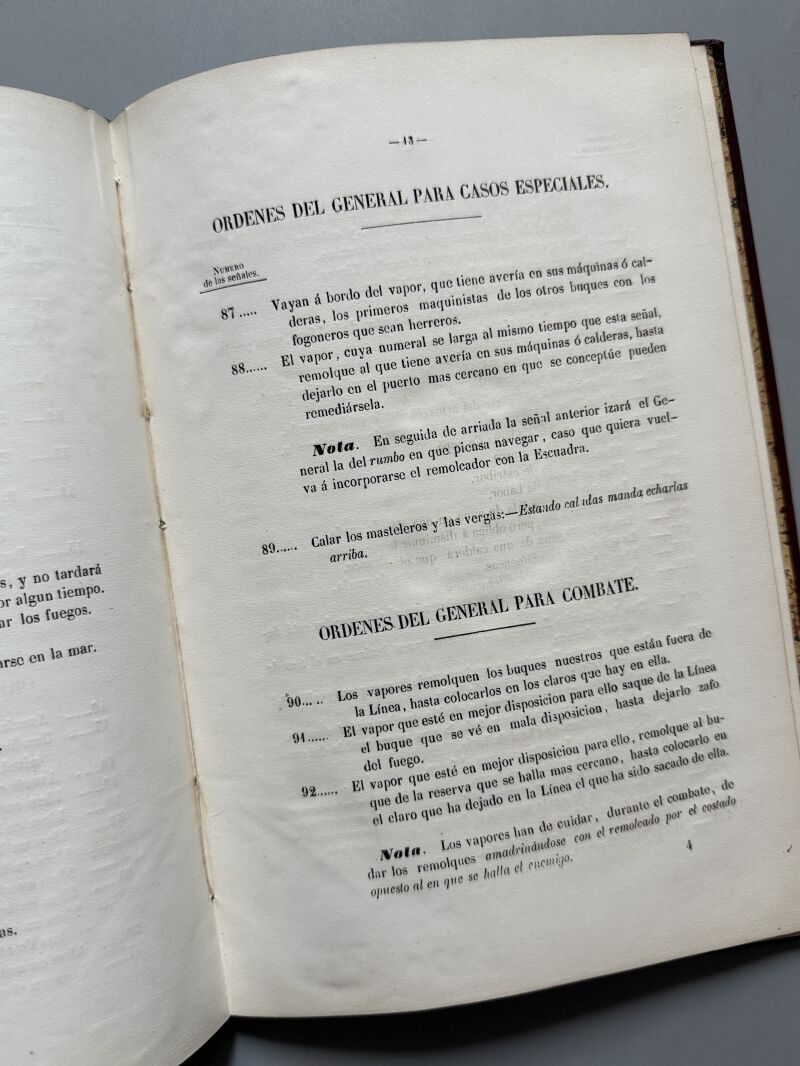 s, y no tardará
or algun tiempo.
ar los fuegos.
arse en la mar.
as.
— 13 —
ORDENES DEL GENERAL PARA CASOS ESPECIALES.
NUMERO
de las señales.
87..... Vayan á bordo del vapor, que tiene avería en sus máquinas ó cal-
deras, los primeros maquinistas de los otros buques con los
fogoneros que sean herreros.
88...... El vapor, cuya numeral se larga al mismo tiempo que esta señal,
remolque al que tiene avería en sus máquinas ó calderas, hasta
dejarlo en el puerto mas cercano en que se conceptúe pueden
remediársela.
Nota. En seguida de arriada la señal anterior izará el Ge-
neral la del rumbo en que piensa navegar, caso que quiera vuel-
va á incorporarse el remolcador con la Escuadra.
89...... Calar los masteleros y las vergas:—Estando caladas manda echarlas
arriba.
ORDENES DEL GENERAL PARA COMBATE.
90..... Los vapores remolquen los buques nuestros que están fuera de
la Línea, hasta colocarlos en los claros que hay en ella.
91...... El vapor que esté en mejor disposicion para ello saque de la Línea
el buque que se vé en mala disposicion, hasta dejarlo zafo
del fuego.
92...... El vapor que esté en mejor disposicion para ello, remolque al bu-
que de la reserva que se halla mas cercano, hasta colocarlo en
el claro que ha dejado en la Línea el que ha sido sacado de ella.
Nota. Los vapores han de cuidar, durante el combate, de
dar los remolques amadrinándose con el remolcado por el costado
opuesto al en que se halla el enemigo.
4